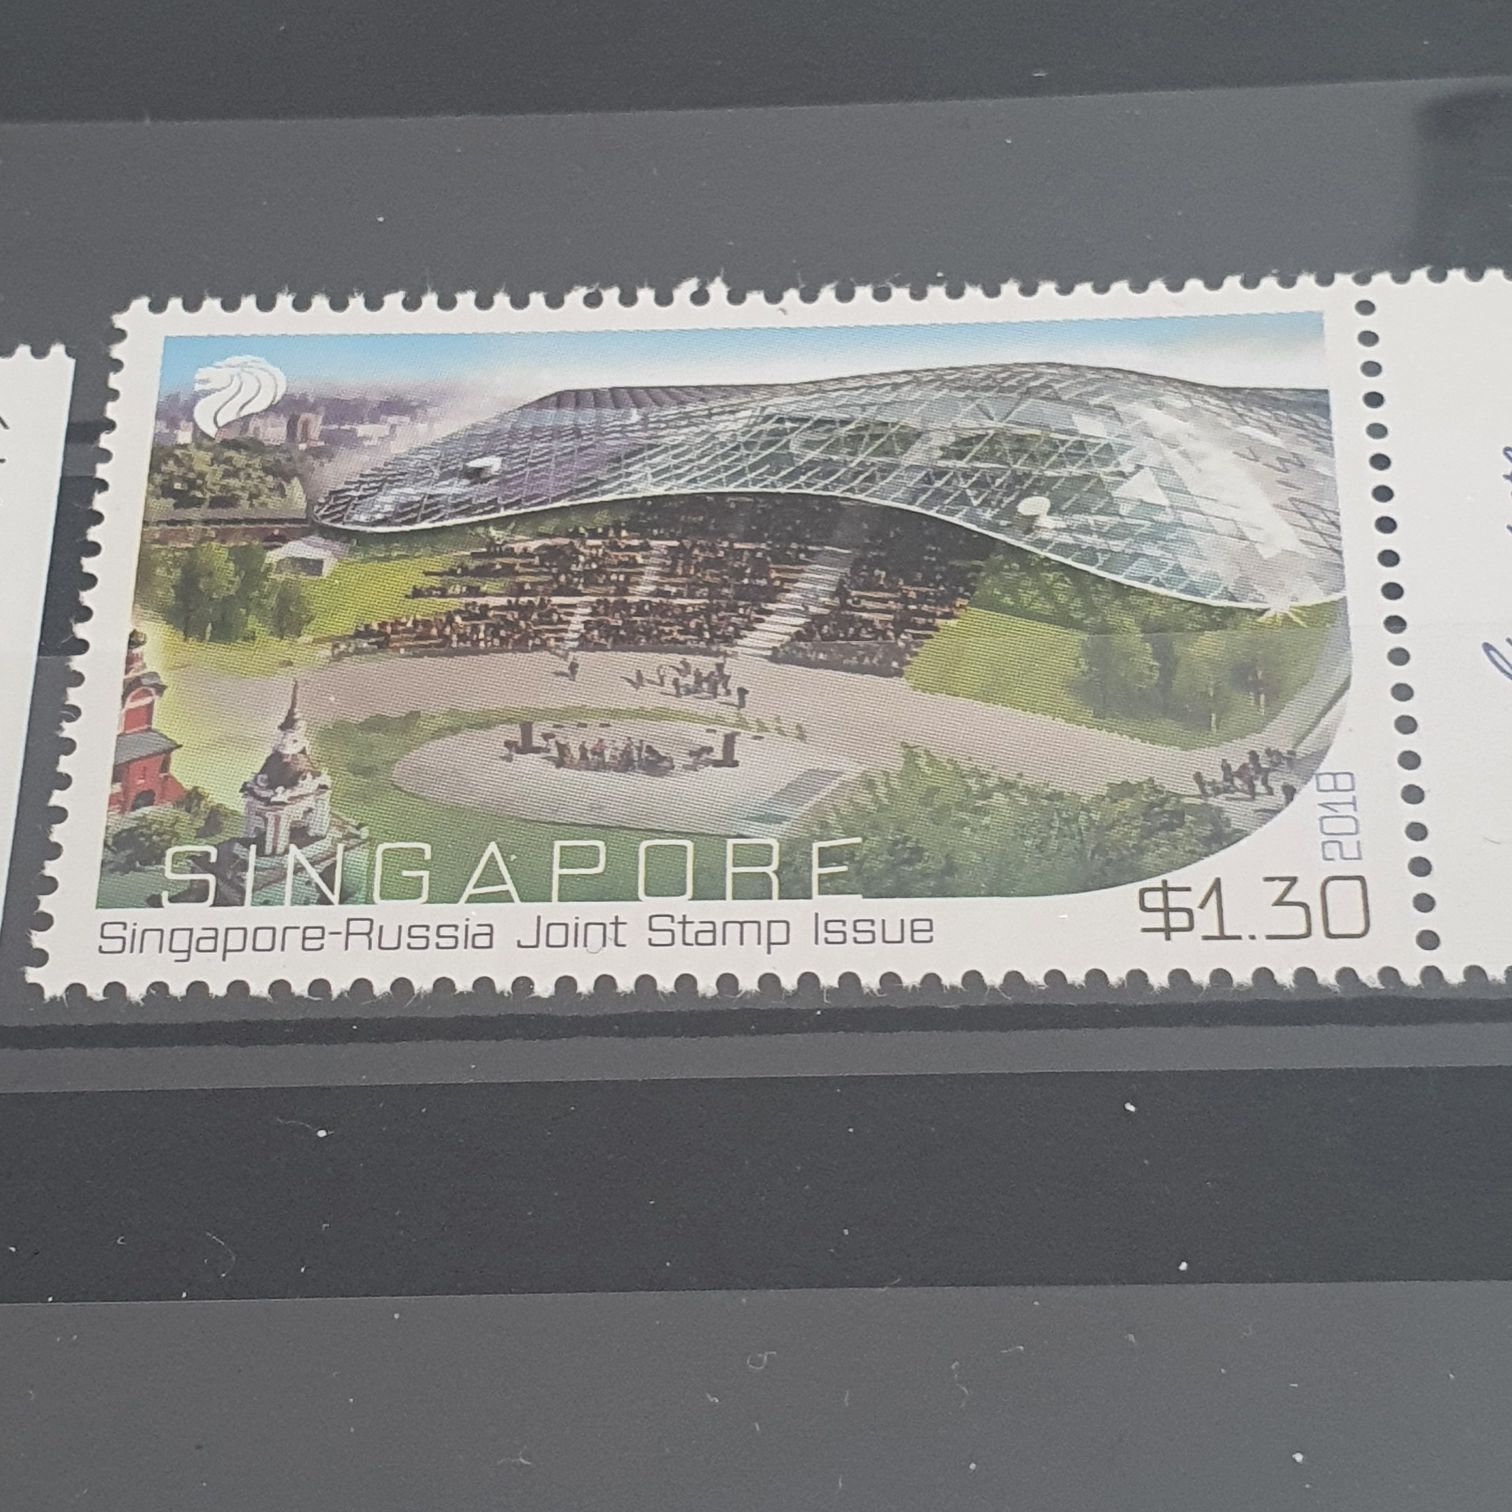 SINGAPORE
Singapore-Russia Joint Stamp Issue
$1.30
2018